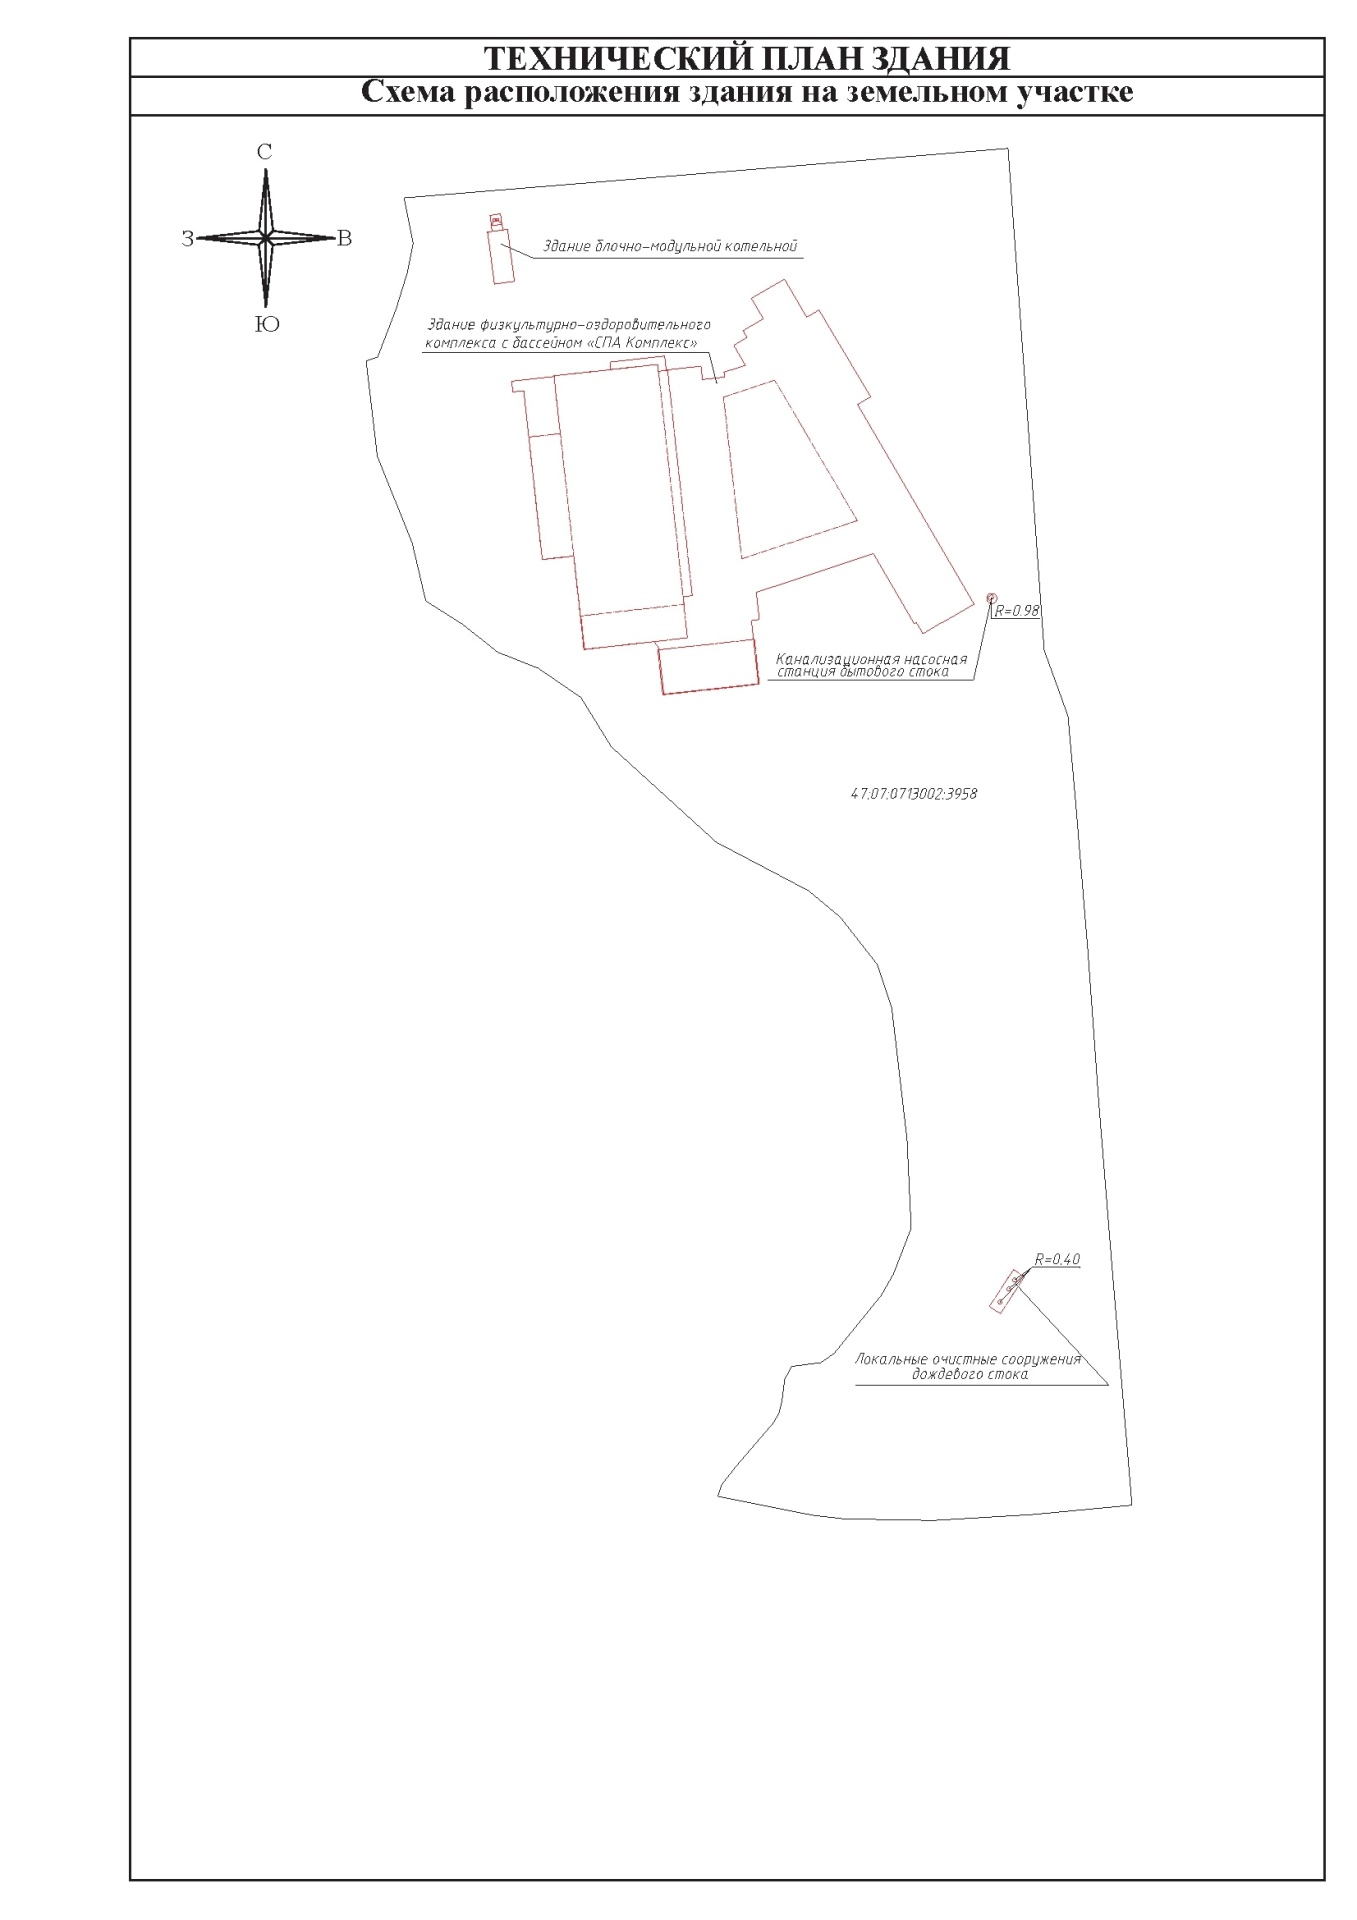 ТЕХНИЧЕСКИЙ ПЛАН ЗДАНИЯ
Схема расположения здания на земельном участке
С
З
В
Ю
Здание блочно-модульной котельной
Здание физкультурно-оздоровительного
комплекса с бассейном «СПА Комплекс»
R=0.98
Канализационная насосная
станция бытового стока
47:07:0713002:3958
R=0.40
Локальные очистные сооружения
дождевого стока